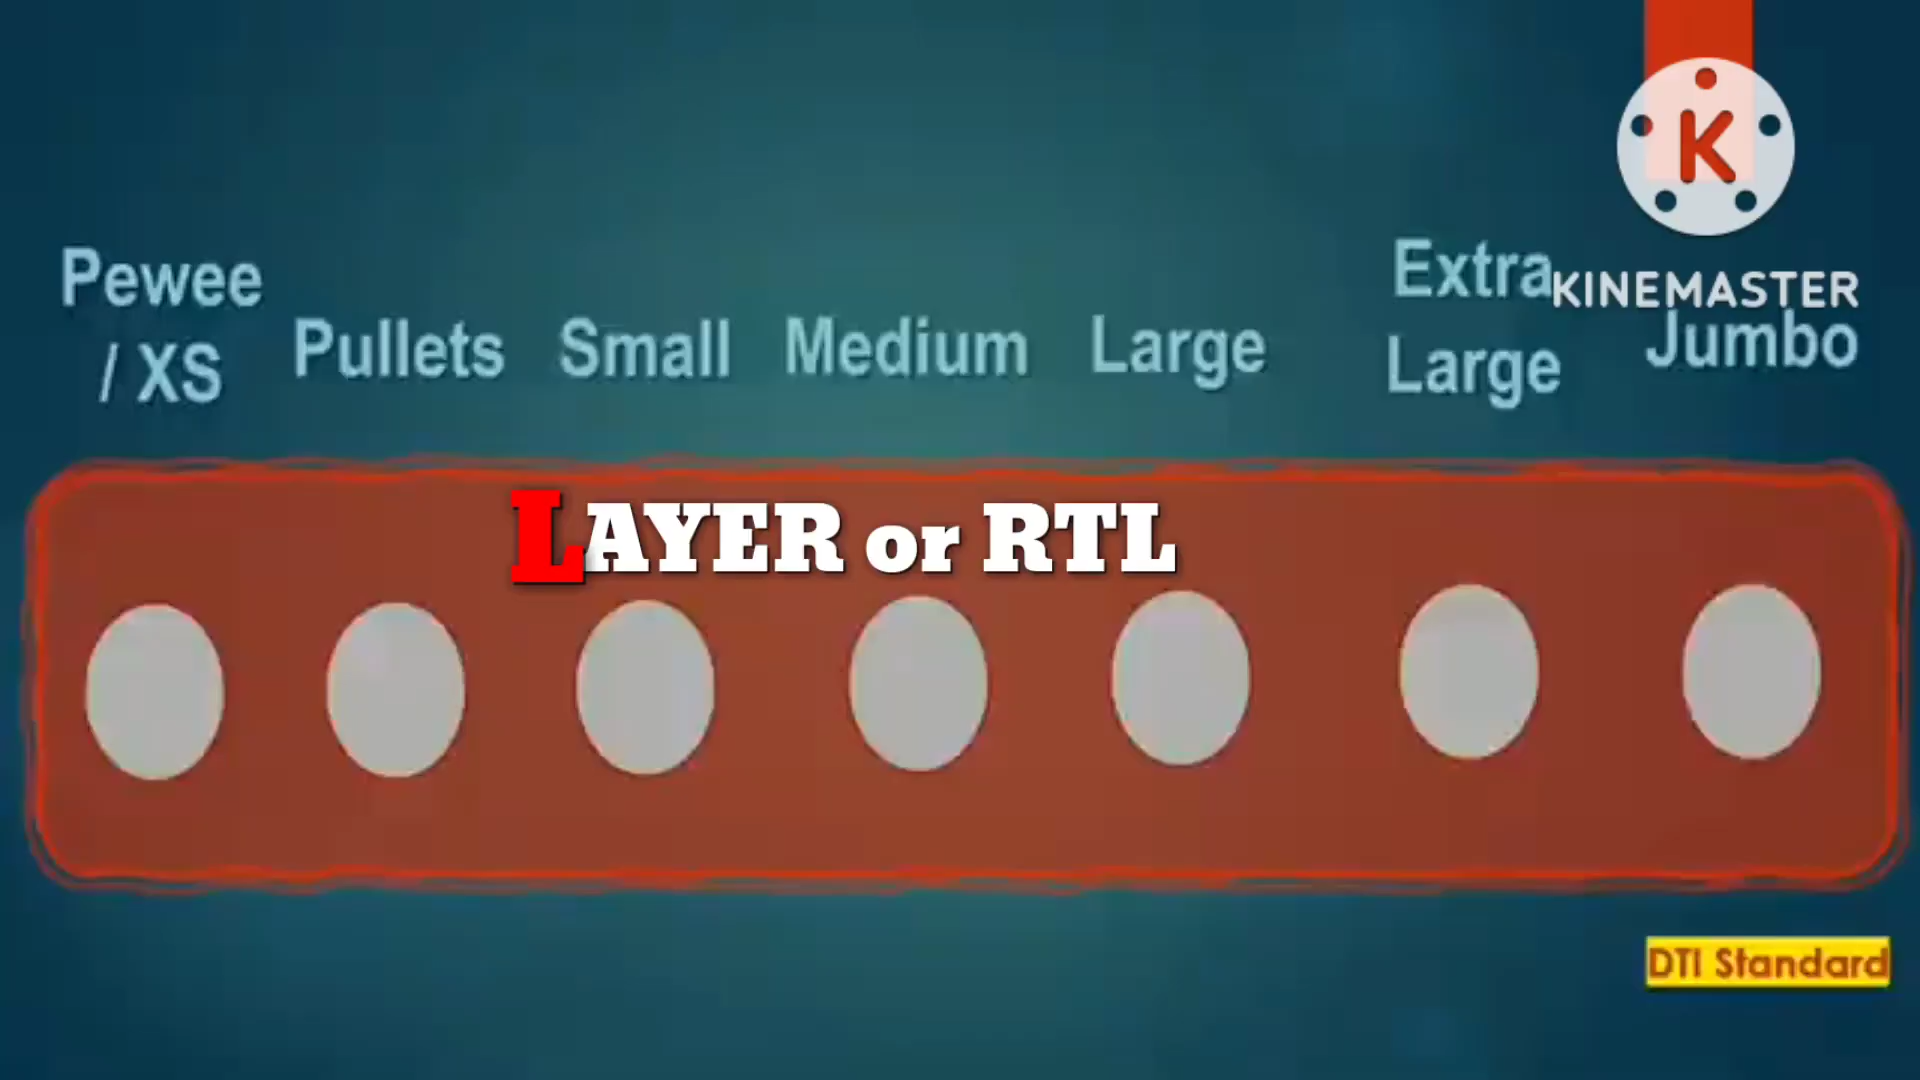 Pewee
/ XS
Pullets
Small
Medium
Large
Extra
Large
Jumbo
K
KINEMASTER
LAYER or RTL
DTI Standard